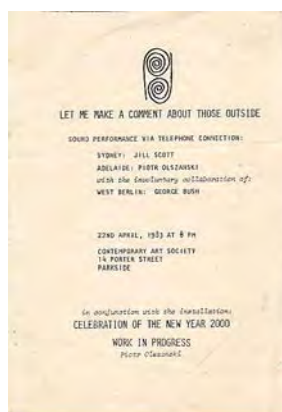 LET ME MAKE A COMMENT ABOUT THOSE OUTSIDE
SOUND PERFORMANCE VIA TELEPHONE CONNECTION:
SYDNEY: JILL SCOTT
ADELAIDE: PIOTR OLSZANSKI
with the involuntary collaboration of:
WEST BERLIN: GEORGE BUSH
22ND APRIL, 1983 AT 8 PM
CONTEMPORARY ART SOCIETY
14 PORTER STREET
PARKSIDE
in conjunction with the installation:
CELEBRATION OF THE NEW YEAR 2000
WORK IN PROGRESS
Piotr Olszanski